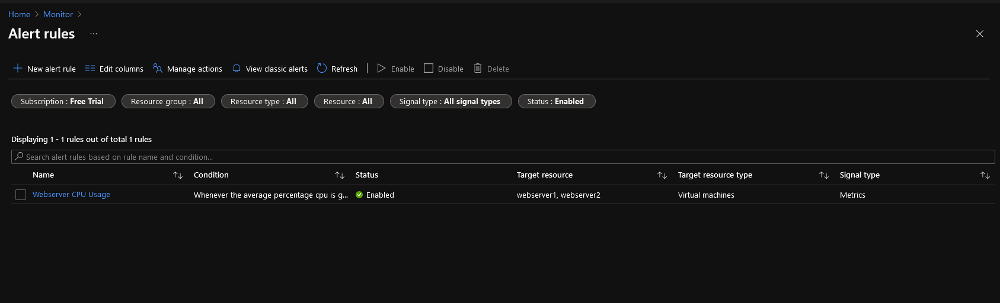 Home > Monitor >
Alert rules ...
New alert rule Edit columns Manage actions View classic alerts Refresh Enable Disable Delete
Subscription : Free Trial Resource group : All Resource type : All Resource : All Signal type : All signal types Status : Enabled
Displaying 1 - 1 rules out of total 1 rules
Search alert rules based on rule name and condition...
Name Condition Status Target resource Target resource type Signal type
Webserver CPU Usage Whenever the average percentage cpu is g... Enabled webserver1, webserver2 Virtual machines Metrics